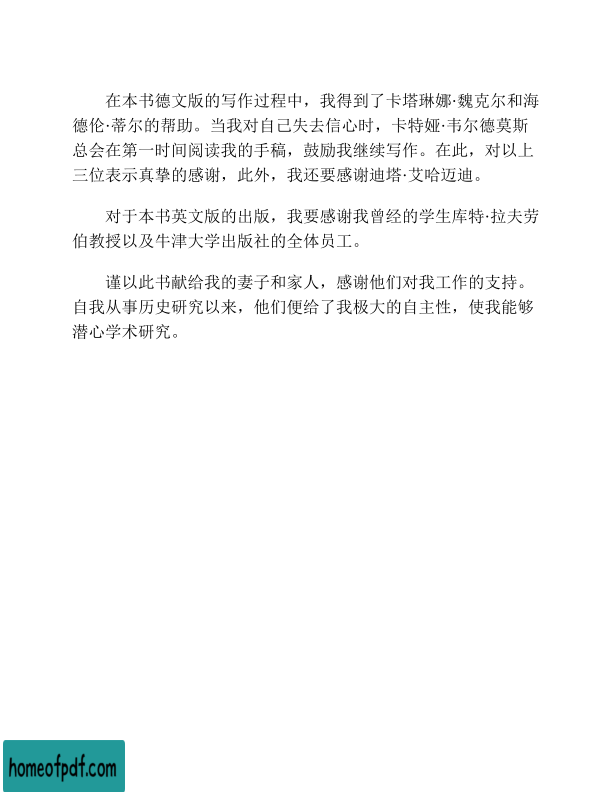 在本书德文版的写作过程中，我得到了卡塔琳娜·魏克尔和海
德伦·蒂尔的帮助。当我对自己失去信心时，卡特娅·韦尔德莫斯
总会在第一时间阅读我的手稿，鼓励我继续写作。在此，对以上
三位表示真挚的感谢，此外，我还要感谢迪塔·艾哈迈迪。
对于本书英文版的出版，我要感谢我曾经的学生库特·拉夫劳
伯教授以及牛津大学出版社的全体员工。
谨以此书献给我的妻子和家人，感谢他们对我工作的支持。
自我从事历史研究以来，他们便给了我极大的自主性，使我能够
潜心学术研究。
homeofpdf.com